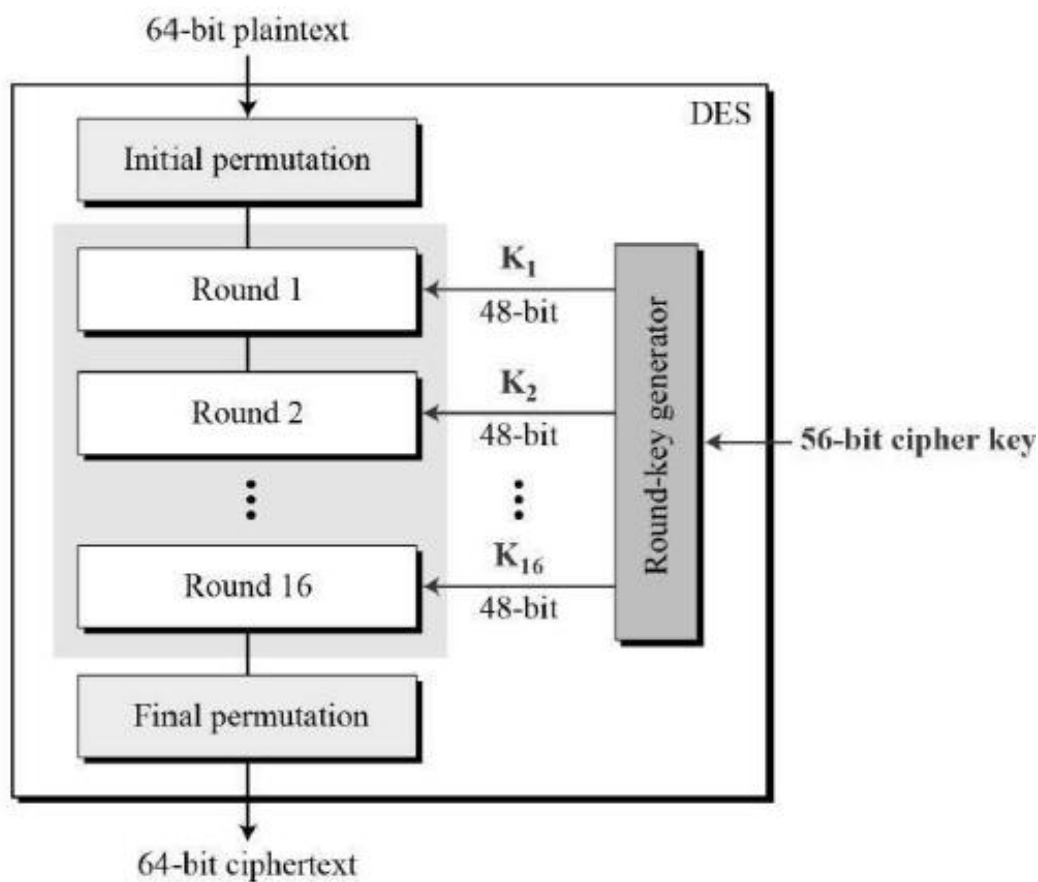 64-bit plaintext
DES
Initial permutation
Round 1
K₁
48-bit
Round 2
K₂
48-bit
Round-key generator
56-bit cipher key
Round 16
K₁₆
48-bit
Final permutation
64-bit ciphertext